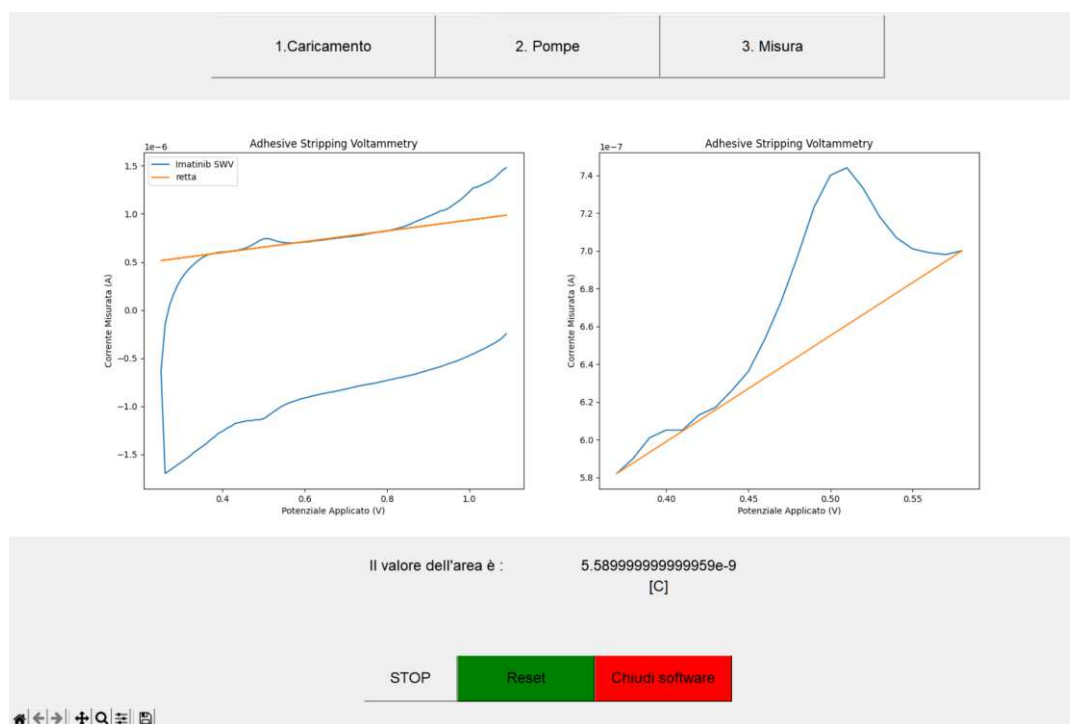 1.Caricamento
2. Pompe
3. Misura
Adhesive Stripping Voltammetry
1e−6
Imatinib SWV
retta
1.5
1.0
0.5
0.0
−0.5
−1.0
−1.5
Corrente Misurata (A)
0.4 0.6 0.8 1.0
Potenziale Applicato (V)
Adhesive Stripping Voltammetry
1e−7
7.4
7.2
7.0
6.8
6.6
6.4
6.2
6.0
5.8
Corrente Misurata (A)
0.40 0.45 0.50 0.55
Potenziale Applicato (V)
Il valore dell'area è : 5.589999999999959e-9
[C]
STOP
Reset
Chiudi software